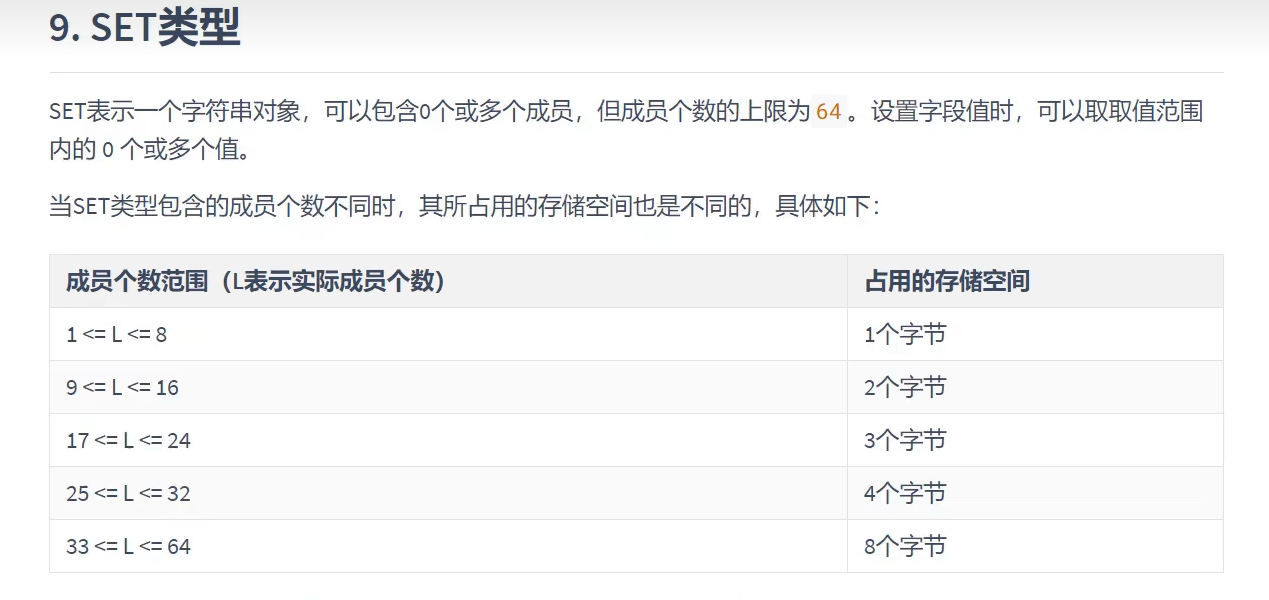 9. SET类型
SET表示一个字符串对象，可以包含0个或多个成员，但成员个数的上限为 64 。设置字段值时，可以取取值范围
内的 0 个或多个值。
当SET类型包含的成员个数不同时，其所占用的存储空间也是不同的，具体如下：
成员个数范围（L表示实际成员个数） 占用的存储空间
1 <= L <= 8 1个字节
9 <= L <= 16 2个字节
17 <= L <= 24 3个字节
25 <= L <= 32 4个字节
33 <= L <= 64 8个字节